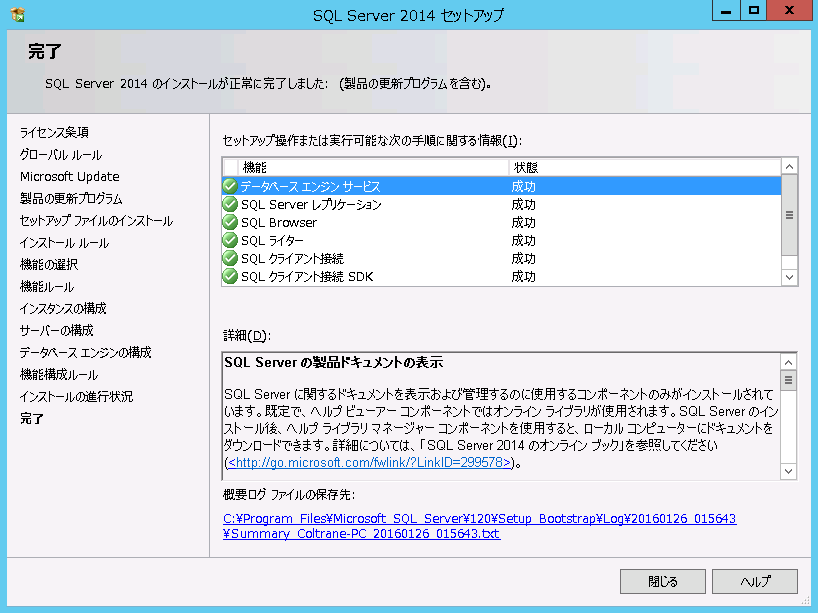 SQL Server 2014 セットアップ
完了
SQL Server 2014 のインストールが正常に完了しました: (製品の更新プログラムを含む)。
ライセンス条項
グローバル ルール
Microsoft Update
製品の更新プログラム
セットアップ ファイルのインストール
インストール ルール
機能の選択
機能ルール
インスタンスの構成
サーバーの構成
データベース エンジンの構成
機能構成ルール
インストールの進行状況
完了
セットアップ操作または実行可能な次の手順に関する情報(I):
機能 状態
データベース エンジン サービス 成功
SQL Server レプリケーション 成功
SQL Browser 成功
SQL ライター 成功
SQL クライアント接続 成功
SQL クライアント接続 SDK 成功
詳細(D):
SQL Server の製品ドキュメントの表示
SQL Server に関するドキュメントを表示および管理するのに使用するコンポーネントのみがインストールされて
います。既定で、ヘルプ ビューアー コンポーネントではオンライン ライブラリが使用されます。SQL Server のイン
ストール後、ヘルプ ライブラリ マネージャー コンポーネントを使用すると、ローカル コンピューターにドキュメントを
ダウンロードできます。詳細については、「SQL Server 2014 のオンライン ブック」を参照してください
(<http://go.microsoft.com/fwlink/?LinkID=299578>)。
概要ログ ファイルの保存先:
C:¥Program Files¥Microsoft SQL Server¥120¥Setup Bootstrap¥Log¥20160126_015643
¥Summary_Coltrane-PC_20160126_015643.txt
閉じる
ヘルプ